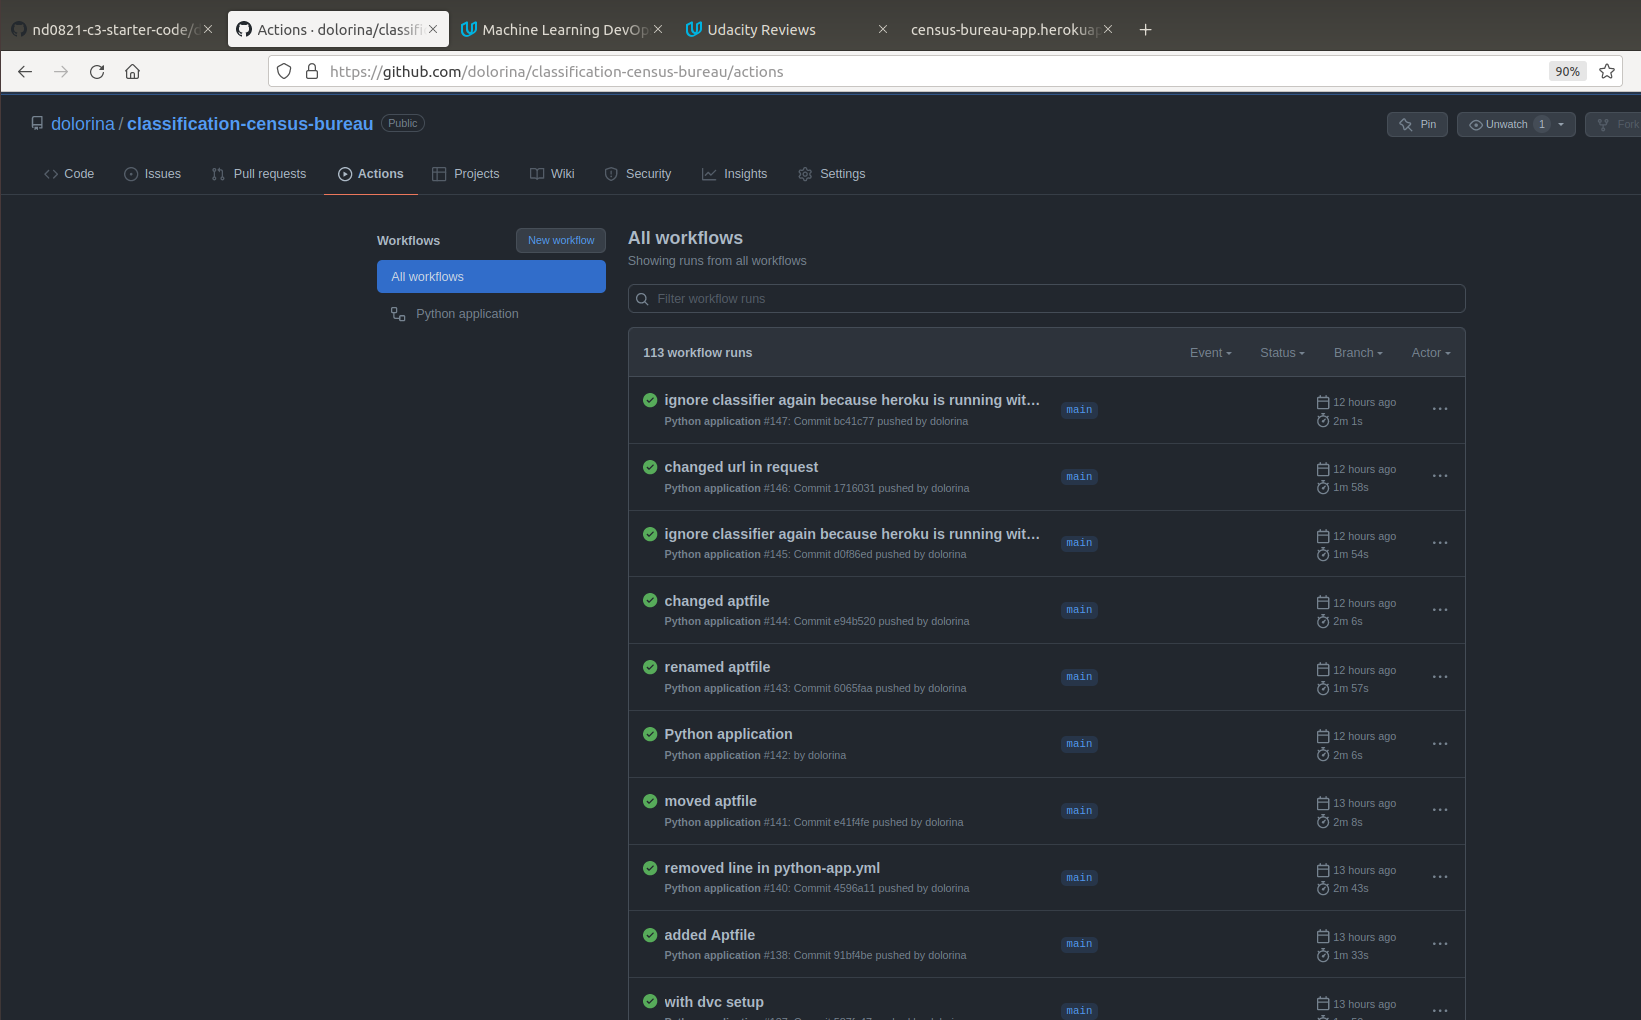 nd0821-c3-starter-code/d
Actions · dolorina/classifi
Machine Learning DevOp
Udacity Reviews
census-bureau-app.herokuap
https://github.com/dolorina/classification-census-bureau/actions
90%
dolorina / classification-census-bureau Public
Pin
Unwatch 1
Fork
Code
Issues
Pull requests
Actions
Projects
Wiki
Security
Insights
Settings
Workflows
New workflow
All workflows
Python application
All workflows
Showing runs from all workflows
Filter workflow runs
113 workflow runs
Event
Status
Branch
Actor
ignore classifier again because heroku is running wit...
Python application #147: Commit bc41c77 pushed by dolorina
main
12 hours ago
2m 1s
changed url in request
Python application #146: Commit 1716031 pushed by dolorina
main
12 hours ago
1m 58s
ignore classifier again because heroku is running wit...
Python application #145: Commit d0f86ed pushed by dolorina
main
12 hours ago
1m 54s
changed aptfile
Python application #144: Commit e94b520 pushed by dolorina
main
12 hours ago
2m 6s
renamed aptfile
Python application #143: Commit 6065faa pushed by dolorina
main
12 hours ago
1m 57s
Python application
Python application #142: by dolorina
main
12 hours ago
2m 6s
moved aptfile
Python application #141: Commit e41f4fe pushed by dolorina
main
13 hours ago
2m 8s
removed line in python-app.yml
Python application #140: Commit 4596a11 pushed by dolorina
main
13 hours ago
2m 43s
added Aptfile
Python application #138: Commit 91bf4be pushed by dolorina
main
13 hours ago
1m 33s
with dvc setup
main
13 hours ago